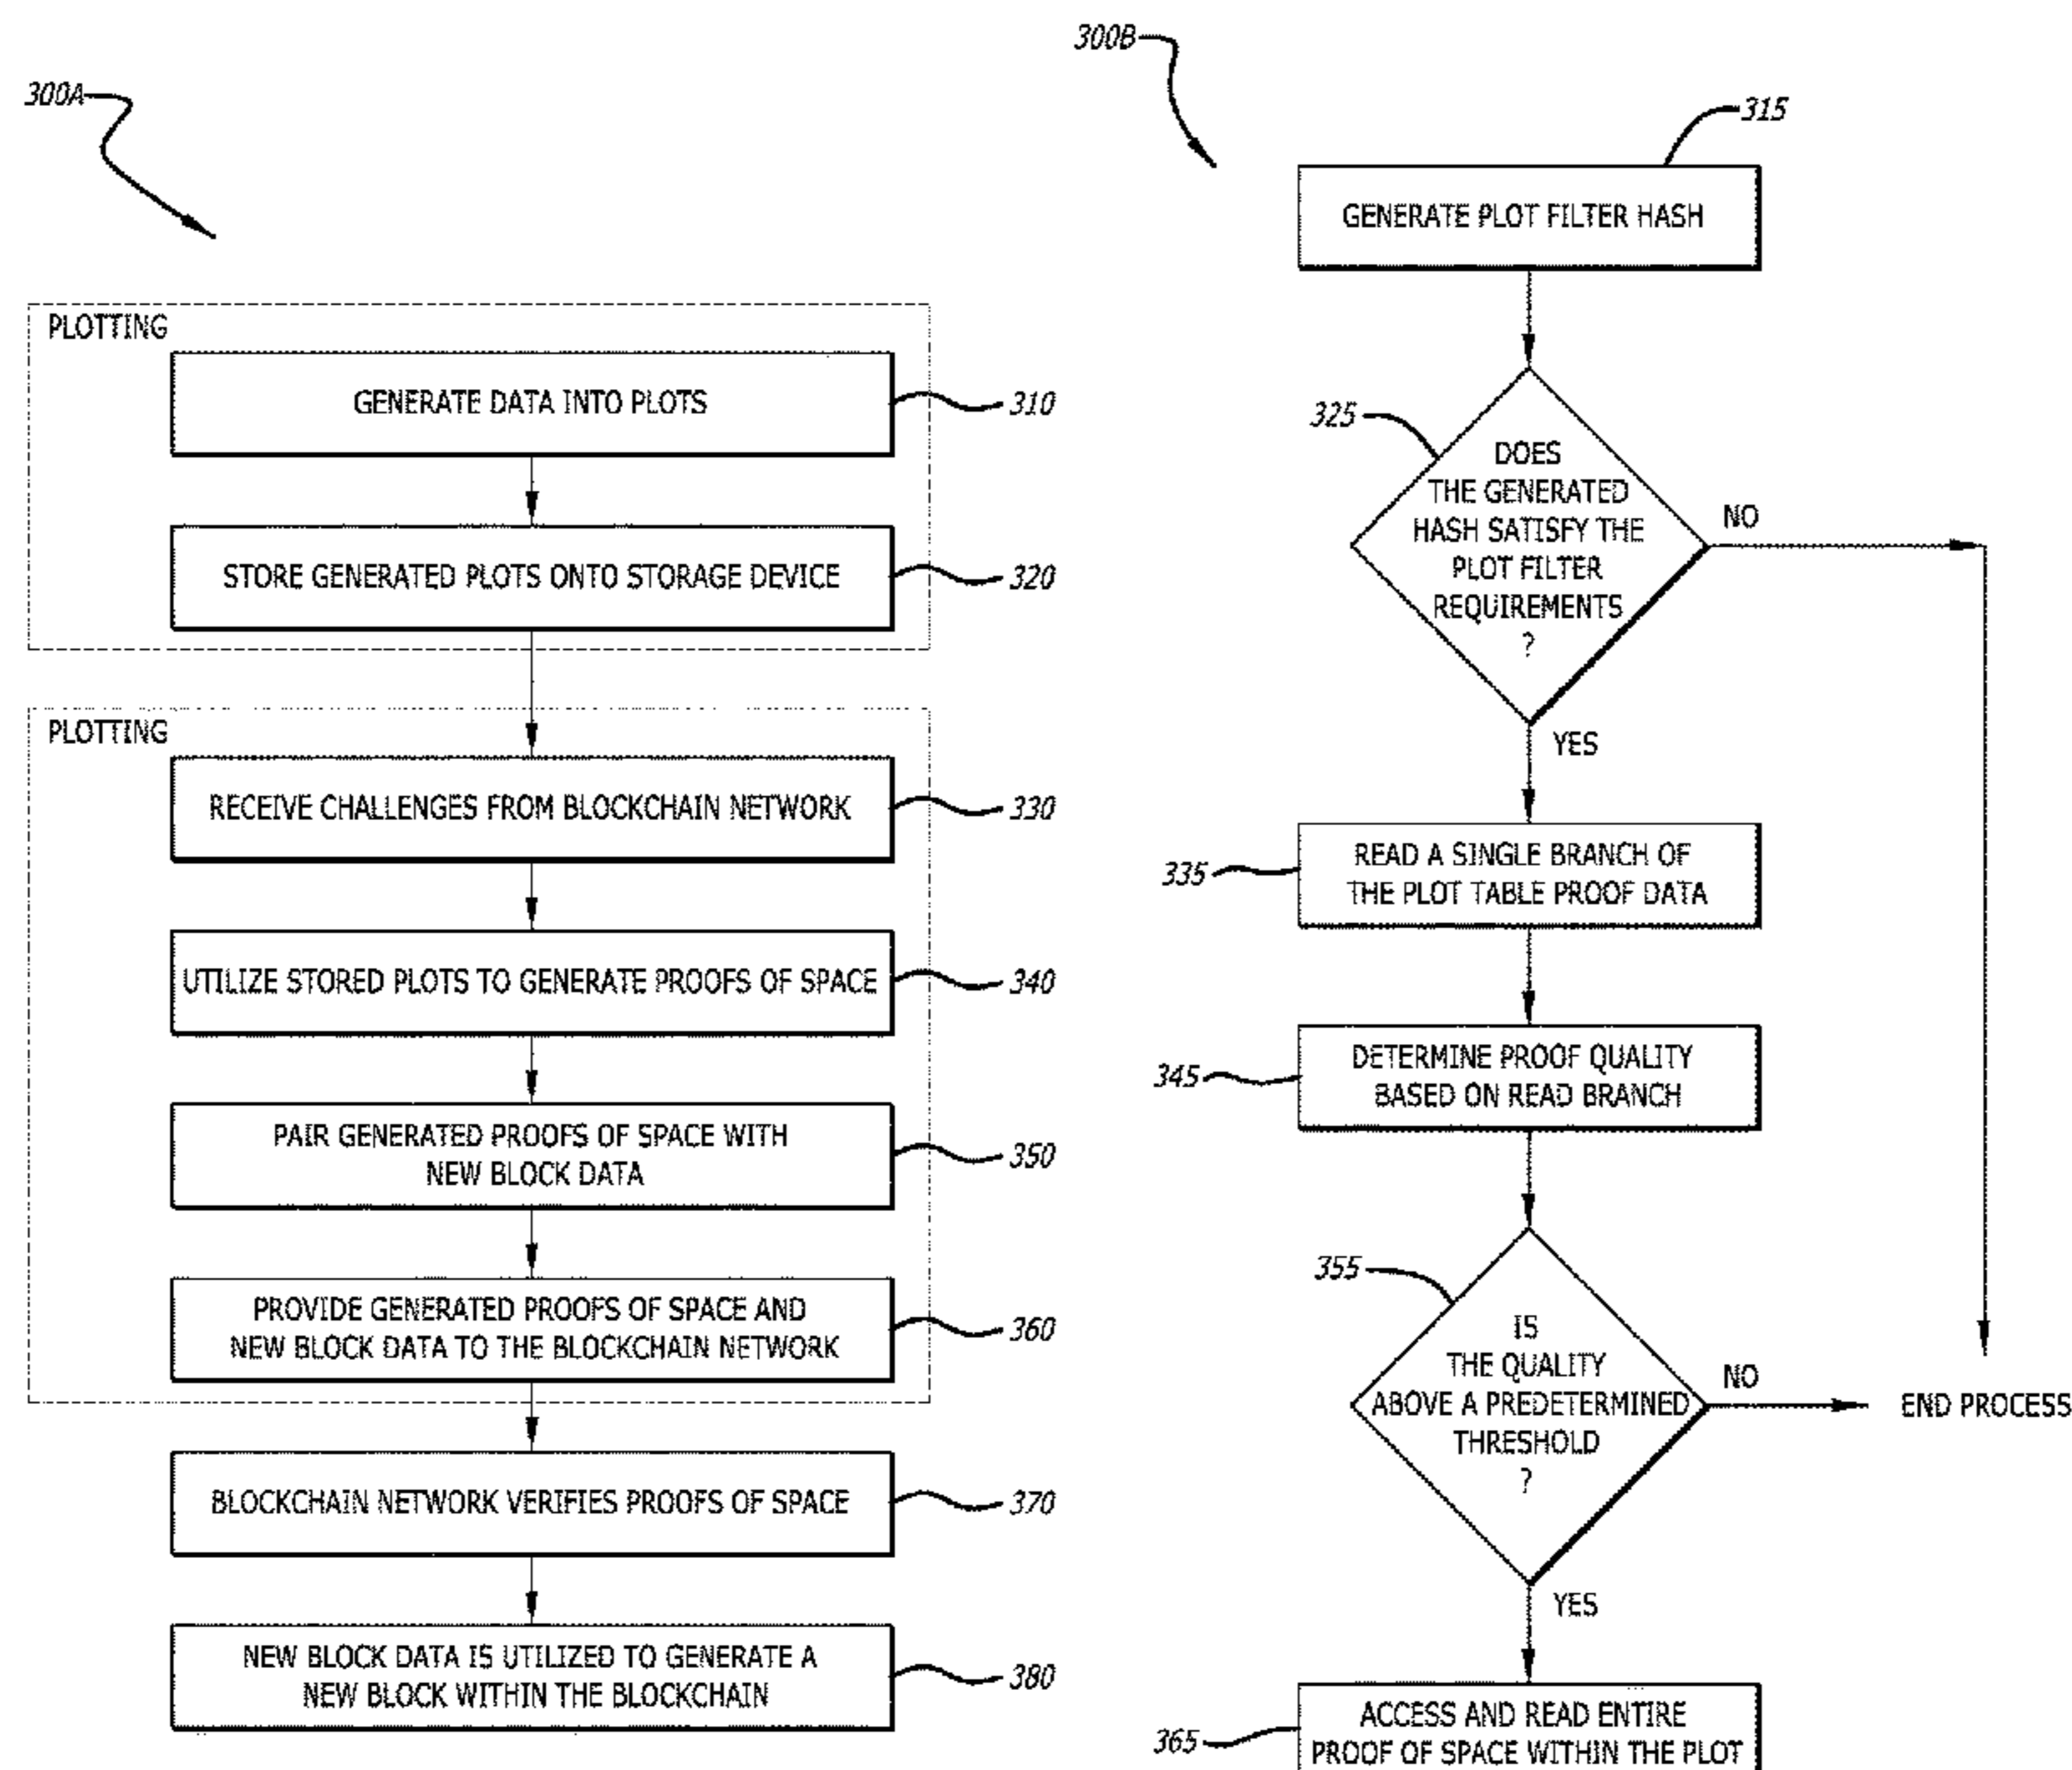 300A
PLOTTING
GENERATE DATA INTO PLOTS
310
STORE GENERATED PLOTS ONTO STORAGE DEVICE
320
PLOTTING
RECEIVE CHALLENGES FROM BLOCKCHAIN NETWORK
330
UTILIZE STORED PLOTS TO GENERATE PROOFS OF SPACE
340
PAIR GENERATED PROOFS OF SPACE WITH
NEW BLOCK DATA
350
PROVIDE GENERATED PROOFS OF SPACE AND
NEW BLOCK DATA TO THE BLOCKCHAIN NETWORK
360
BLOCKCHAIN NETWORK VERIFIES PROOFS OF SPACE
370
NEW BLOCK DATA IS UTILIZED TO GENERATE A
NEW BLOCK WITHIN THE BLOCKCHAIN
380
300B
315
GENERATE PLOT FILTER HASH
325
DOES
THE GENERATED
HASH SATISFY THE
PLOT FILTER
REQUIREMENTS
?
NO
YES
335
READ A SINGLE BRANCH OF
THE PLOT TABLE PROOF DATA
345
DETERMINE PROOF QUALITY
BASED ON READ BRANCH
355
IS
THE QUALITY
ABOVE A PREDETERMINED
THRESHOLD
?
NO
END PROCESS
YES
365
ACCESS AND READ ENTIRE
PROOF OF SPACE WITHIN THE PLOT